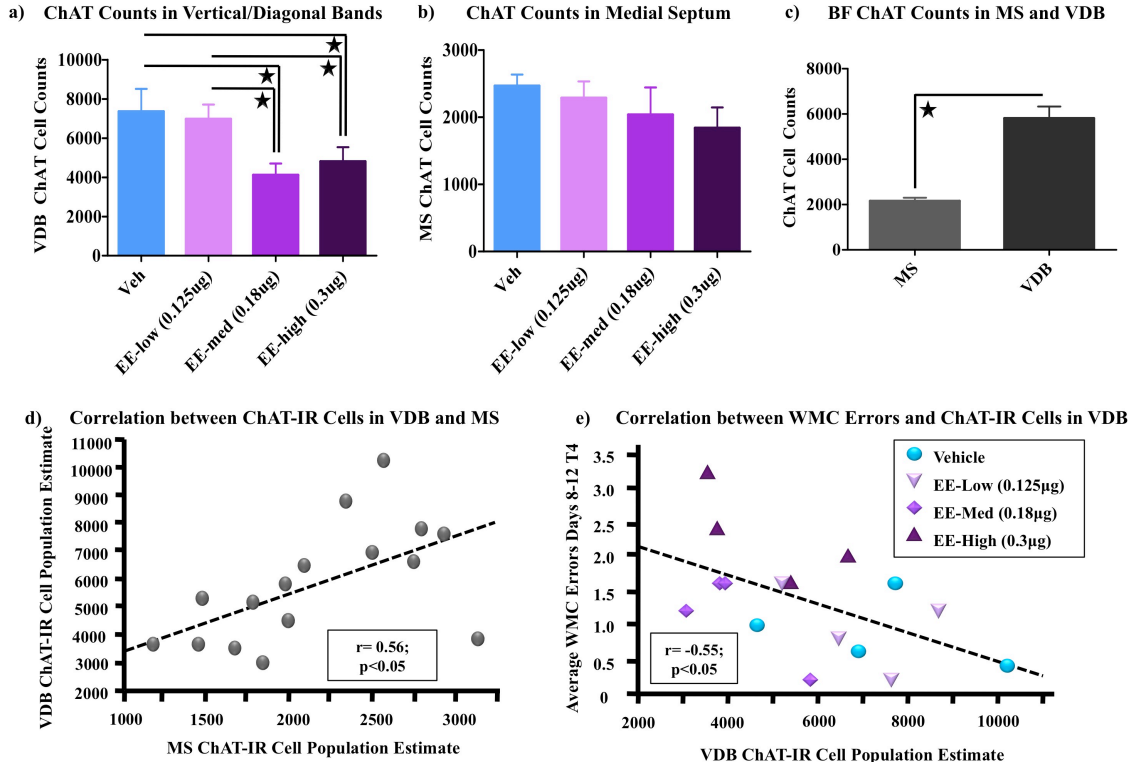 a) ChAT Counts in Vertical/Diagonal Bands
VDB ChAT Cell Counts
10000
8000
6000
4000
2000
0
Veh
EE-low (0.125ug)
EE-med (0.18ug)
EE-high (0.3ug)
b) ChAT Counts in Medial Septum
MS ChAT Cell Counts
3000
2000
1000
0
Veh
EE-low (0.125ug)
EE-med (0.18ug)
EE-high (0.3ug)
c) BF ChAT Counts in MS and VDB
ChAT Cell Counts
8000
6000
4000
2000
0
MS
VDB
d) Correlation between ChAT-IR Cells in VDB and MS
VDB ChAT-IR Cell Population Estimate
11000
10000
9000
8000
7000
6000
5000
4000
3000
2000
r= 0.56;
p<0.05
1000 1500 2000 2500 3000
MS ChAT-IR Cell Population Estimate
e) Correlation between WMC Errors and ChAT-IR Cells in VDB
Average WMC Errors Days 8-12 T4
3.5
3.0
2.5
2.0
1.5
1.0
0.5
0
Vehicle
EE-Low (0.125µg)
EE-Med (0.18µg)
EE-High (0.3µg)
r= -0.55;
p<0.05
2000 4000 6000 8000 10000
VDB ChAT-IR Cell Population Estimate